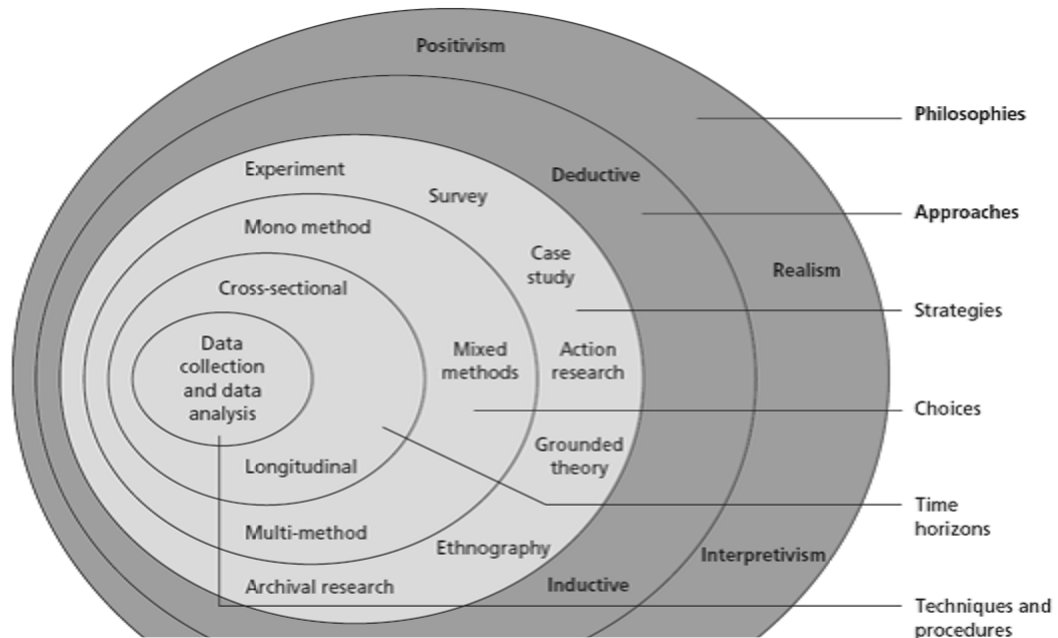 Positivism
Philosophies
Experiment
Deductive
Survey
Approaches
Mono method
Case
study
Realism
Cross-sectional
Strategies
Data
collection
and data
analysis
Mixed
methods
Action
research
Choices
Grounded
theory
Longitudinal
Time
horizons
Multi-method
Ethnography
Interpretivism
Archival research
Inductive
Techniques and
procedures